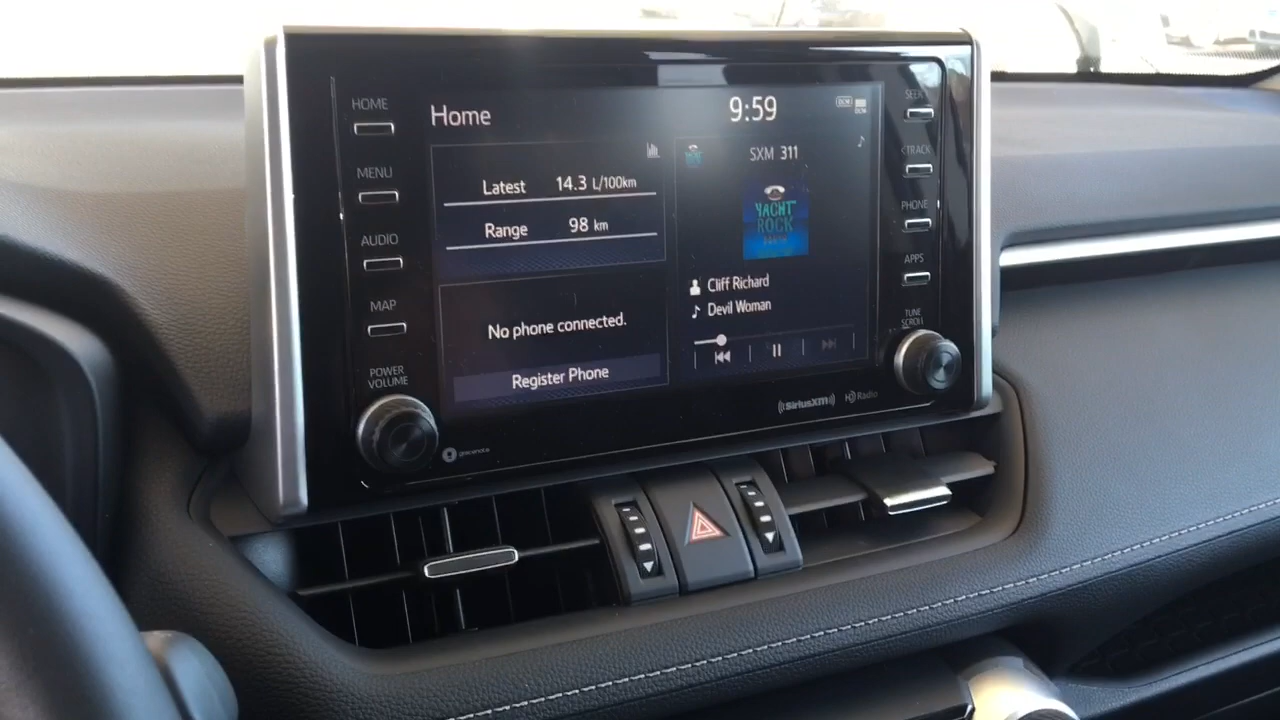 HOME
MENU
AUDIO
MAP
POWER
VOLUME
Home
9:59
DCM
Latest 14.3 L/100km
Range 98 km
No phone connected.
Register Phone
SXM 311
YACHT
ROCK
Cliff Richard
Devil Woman
SEEK
TRACK
PHONE
APPS
TUNE
SCROLL
gracenote
SiriusXM
HD Radio